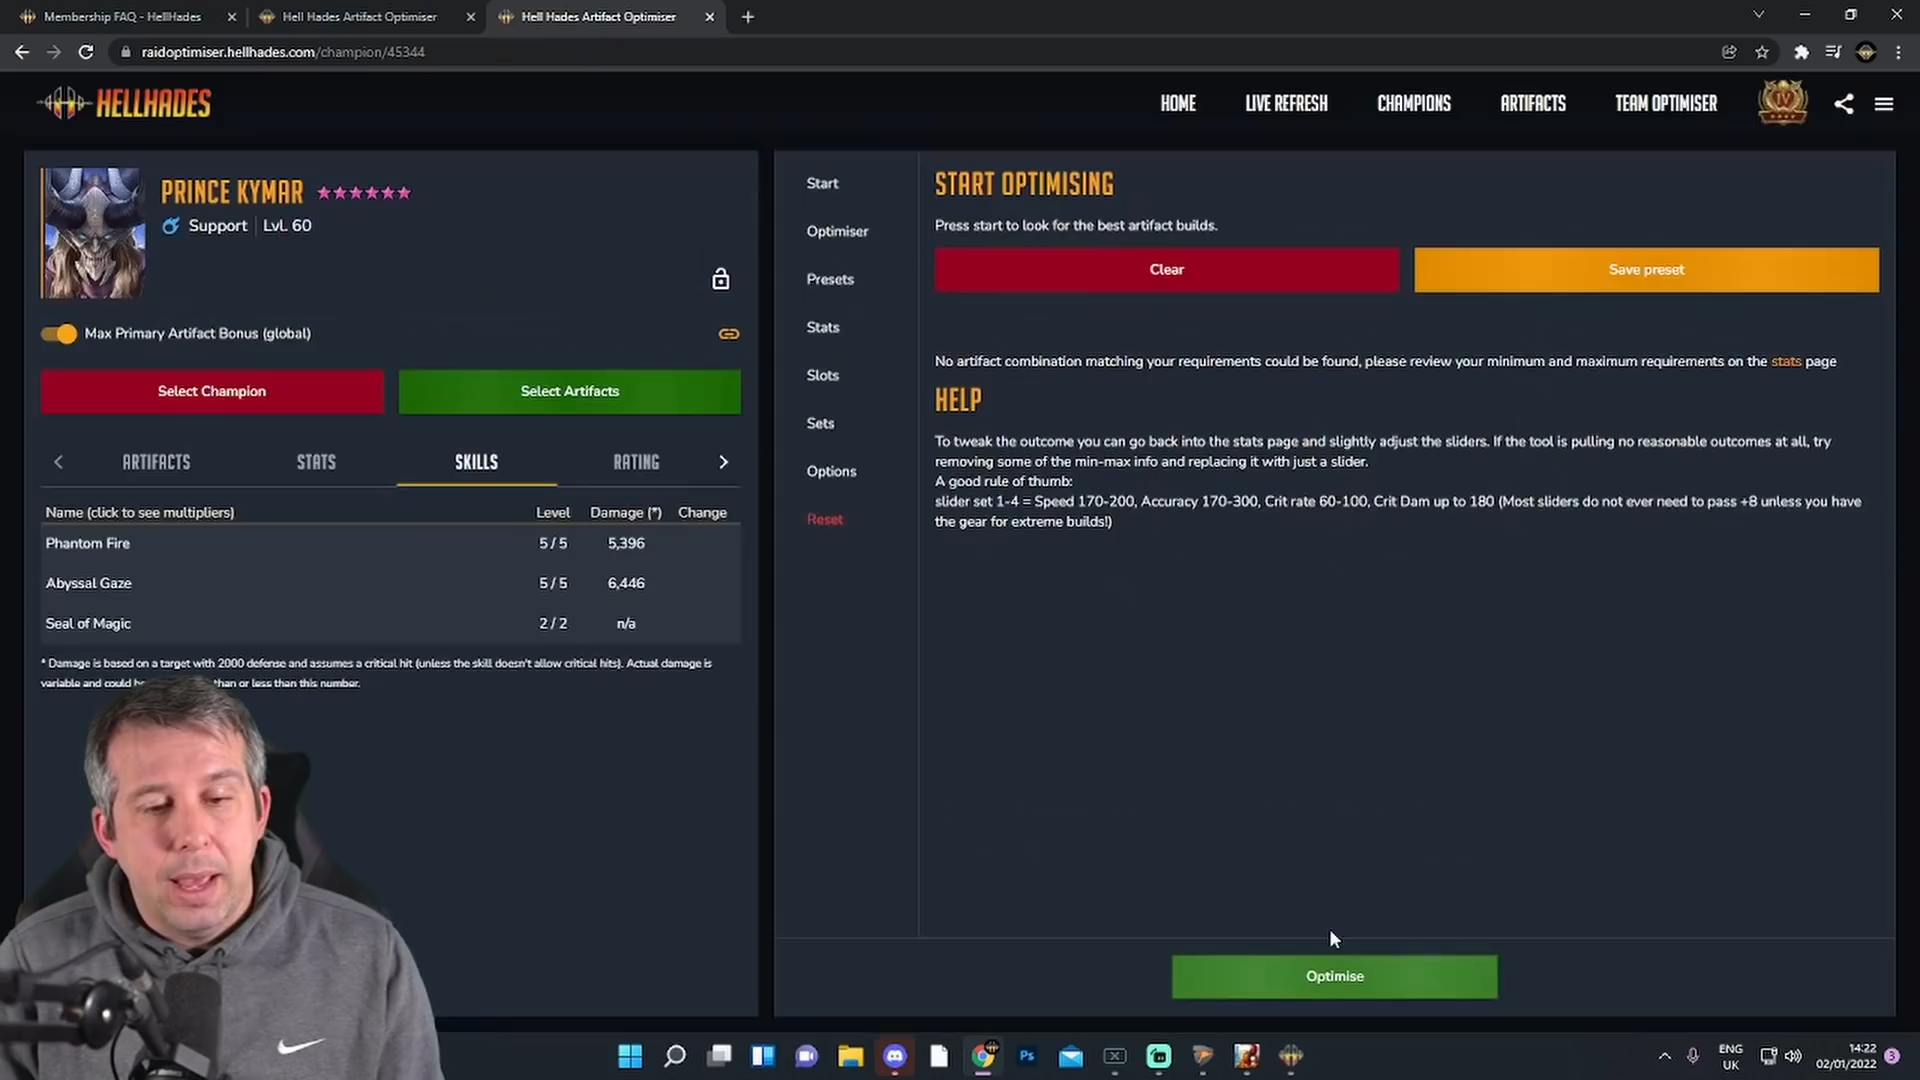 Membership FAQ - HellHades
Hell Hades Artifact Optimiser
Hell Hades Artifact Optimiser
raidoptimiser.hellhades.com/champion/45344
HELLHADES
HOME
LIVE REFRESH
CHAMPIONS
ARTIFACTS
TEAM OPTIMISER
IV
PRINCE KYMAR
Support
Lvl. 60
Max Primary Artifact Bonus (global)
Select Champion
Select Artifacts
ARTIFACTS
STATS
SKILLS
RATING
Name (click to see multipliers)
Level
Damage (*)
Change
Phantom Fire
5 / 5
5,396
Abyssal Gaze
5 / 5
6,446
Seal of Magic
2 / 2
n/a
* Damage is based on a target with 2000 defense and assumes a critical hit (unless the skill doesn't allow critical hits). Actual damage is
variable and could than or less than this number.
Start
Optimiser
Presets
Stats
Slots
Sets
Options
Reset
START OPTIMISING
Press start to look for the best artifact builds.
Clear
Save preset
No artifact combination matching your requirements could be found, please review your minimum and maximum requirements on the stats page
HELP
To tweak the outcome you can go back into the stats page and slightly adjust the sliders. If the tool is pulling no reasonable outcomes at all, try
removing some of the min-max info and replacing it with just a slider.
A good rule of thumb:
slider set 1-4 = Speed 170-200, Accuracy 170-300, Crit rate 60-100, Crit Dam up to 180 (Most sliders do not ever need to pass +8 unless you have
the gear for extreme builds!)
Optimise
Ps
ENG
UK
14:22
02/01/2022
3